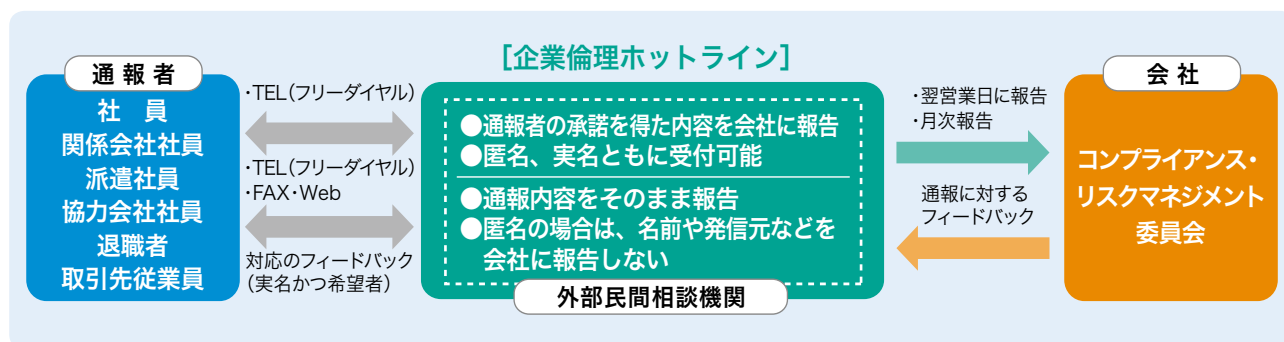 [企業倫理ホットライン]
通報者
社　員
関係会社社員
派遣社員
協力会社社員
退職者
取引先従業員
・TEL(フリーダイヤル)
・TEL(フリーダイヤル)
・FAX・Web
対応のフィードバック
(実名かつ希望者)
●通報者の承諾を得た内容を会社に報告
●匿名、実名ともに受付可能
●通報内容をそのまま報告
●匿名の場合は、名前や発信元などを
会社に報告しない
外部民間相談機関
・翌営業日に報告
・月次報告
通報に対する
フィードバック
会社
コンプライアンス・
リスクマネジメント
委員会